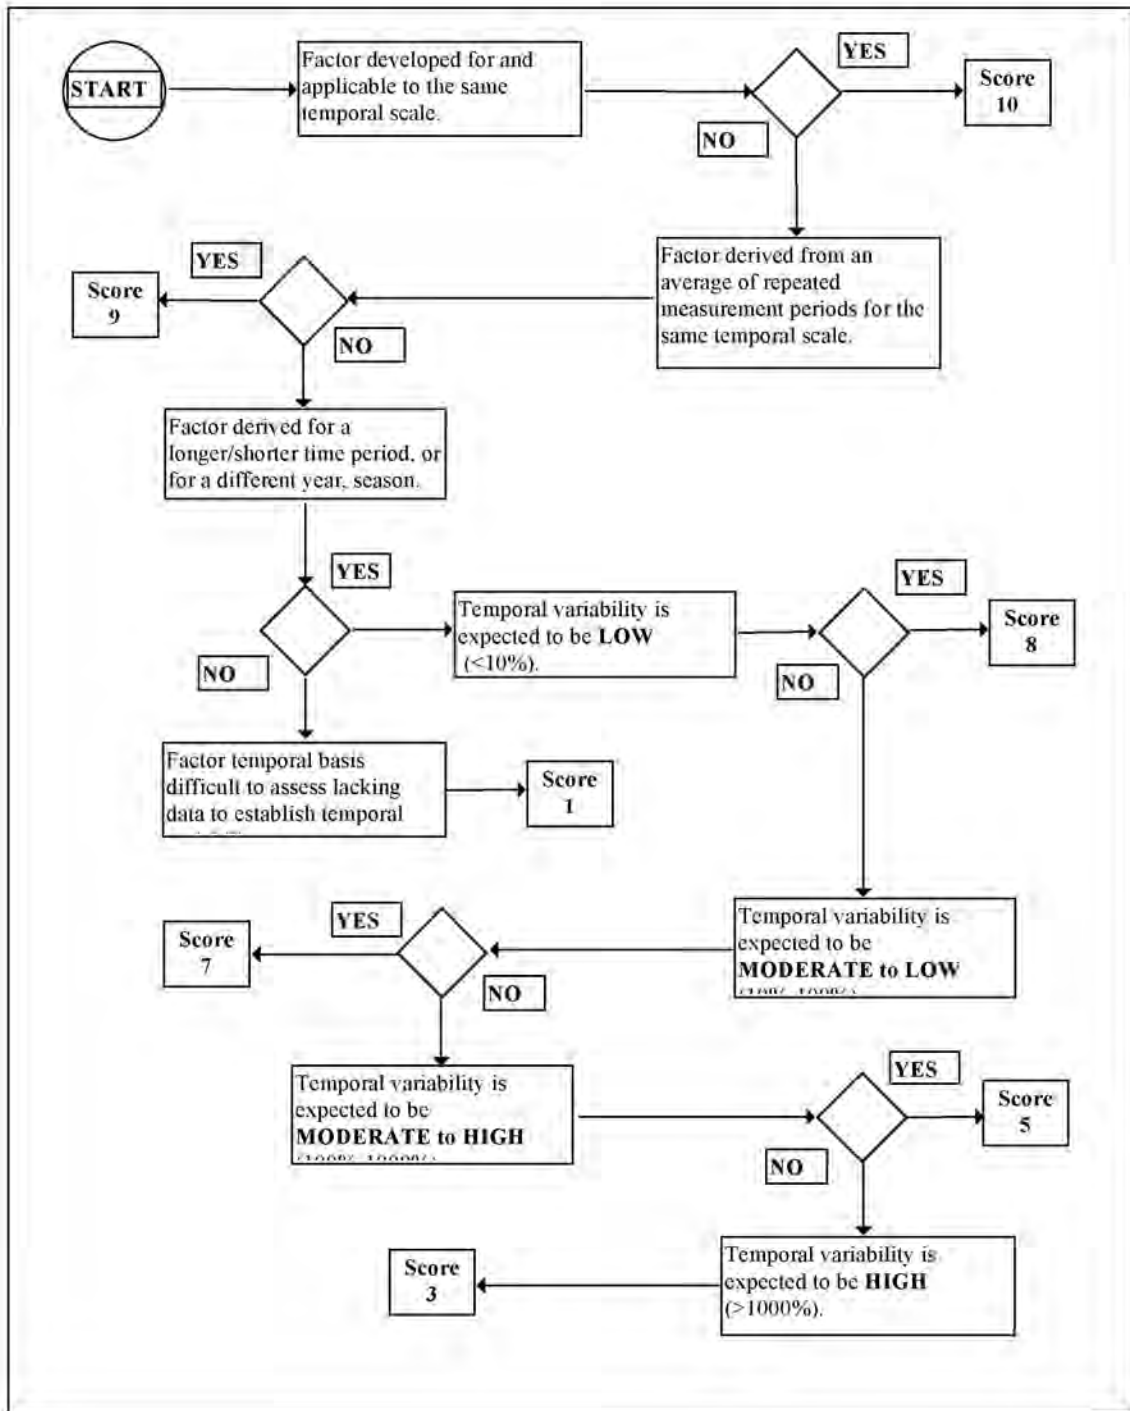 START
Factor developed for and
applicable to the same
temporal scale.
YES
Score
10
NO
Factor derived from an
average of repeated
measurement periods for the
same temporal scale.
YES
Score
9
NO
Factor derived for a
longer/shorter time period, or
for a different year, season.
YES
NO
Temporal variability is
expected to be LOW
(<10%).
YES
Score
8
NO
Factor temporal basis
difficult to assess lacking
data to establish temporal
Score
1
Temporal variability is
expected to be
MODERATE to LOW
YES
Score
7
NO
Temporal variability is
expected to be
MODERATE to HIGH
YES
Score
5
NO
Temporal variability is
expected to be HIGH
(>1000%).
Score
3